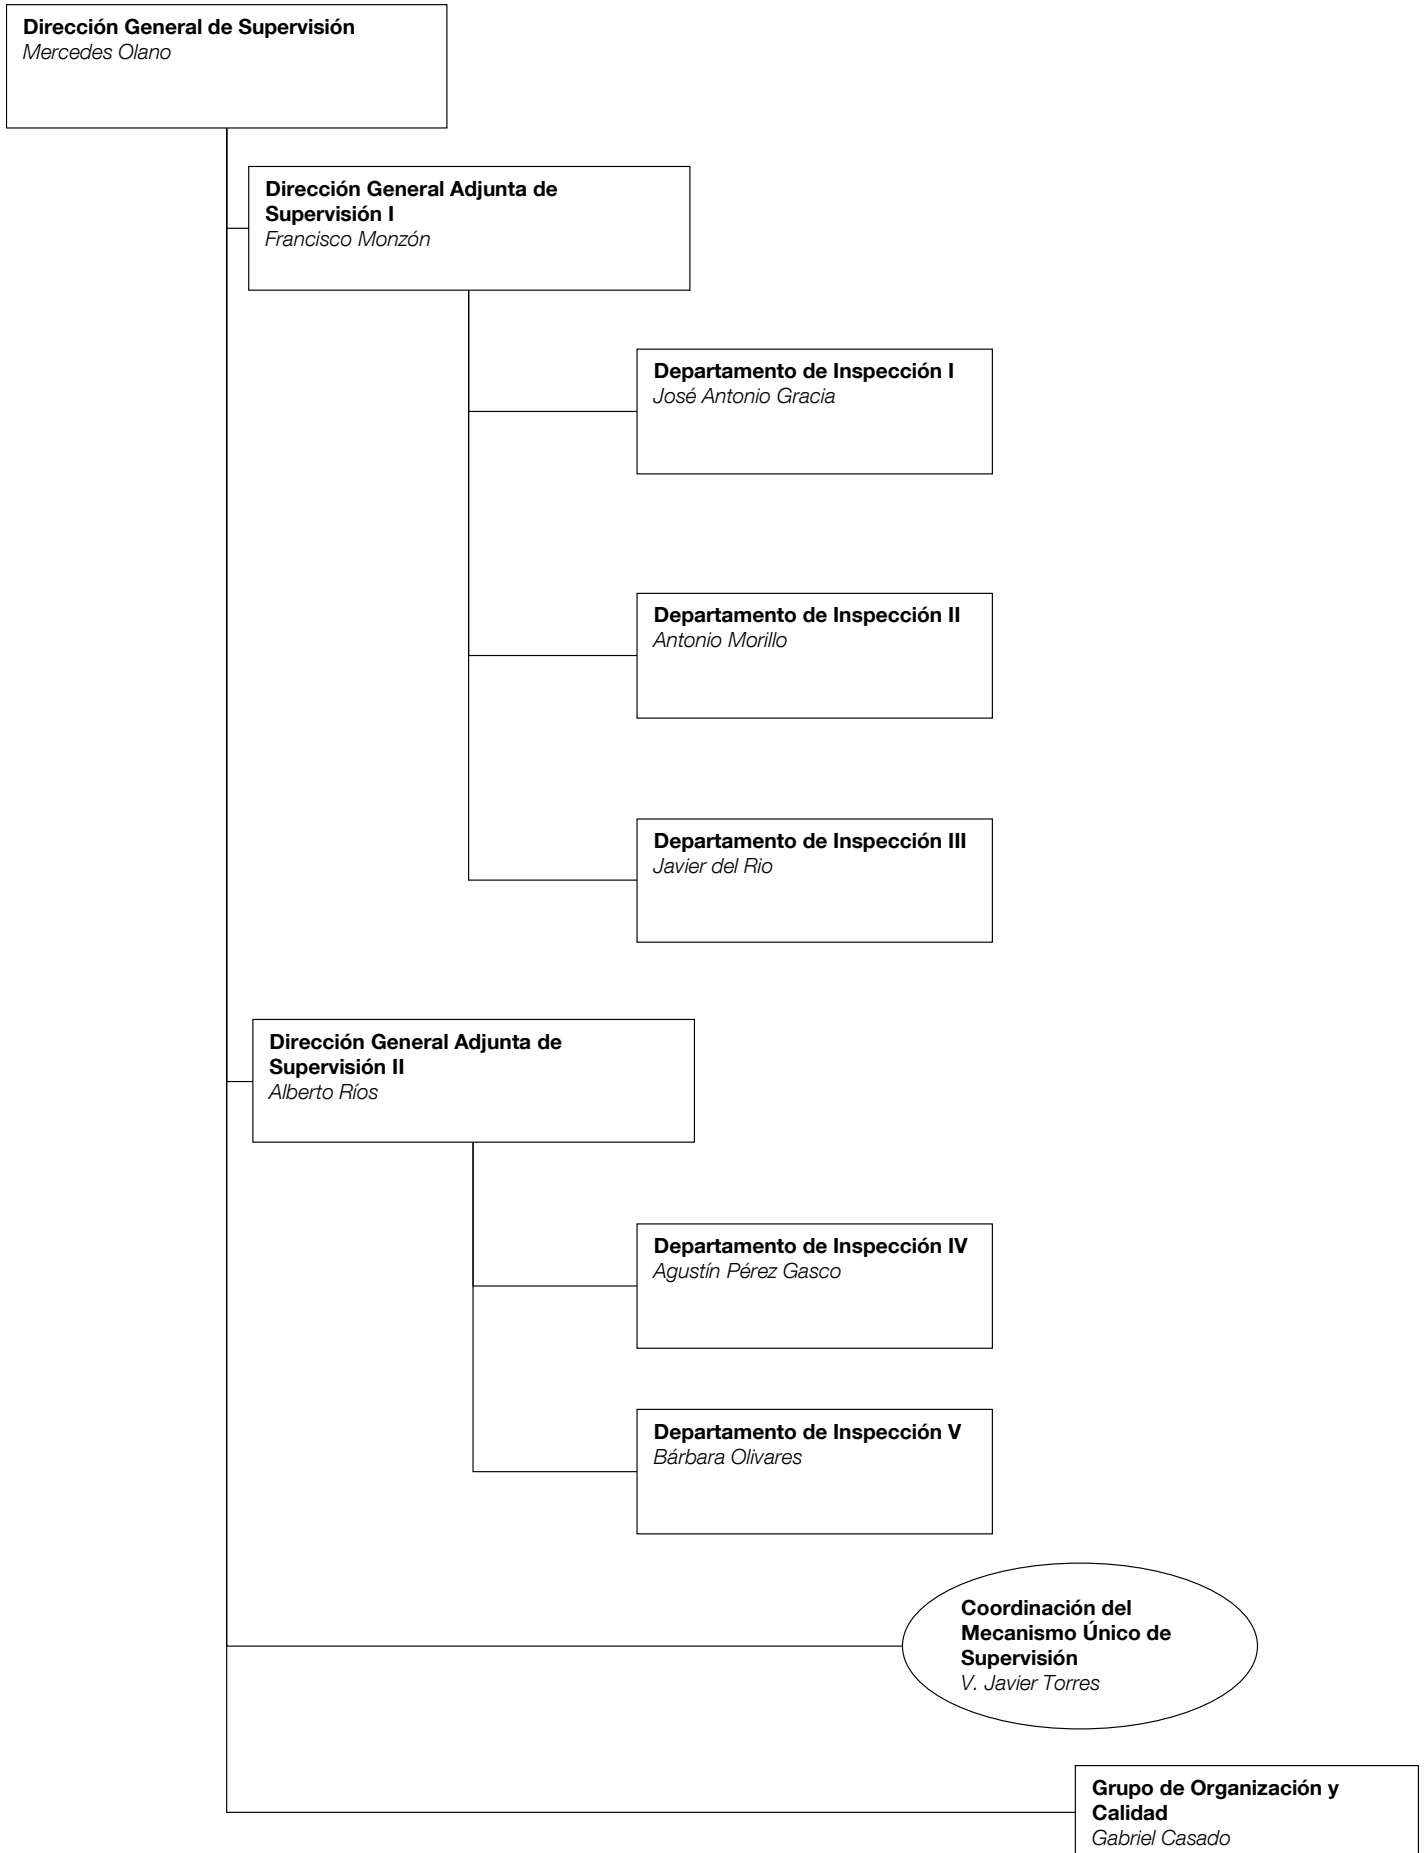 Dirección General de Supervisión
Mercedes Olano
Dirección General Adjunta de
Supervisión I
Francisco Monzón
Departamento de Inspección I
José Antonio Gracia
Departamento de Inspección II
Antonio Morillo
Departamento de Inspección III
Javier del Rio
Dirección General Adjunta de
Supervisión II
Alberto Ríos
Departamento de Inspección IV
Agustín Pérez Gasco
Departamento de Inspección V
Bárbara Olivares
Coordinación del
Mecanismo Único de
Supervisión
V. Javier Torres
Grupo de Organización y
Calidad
Gabriel Casado